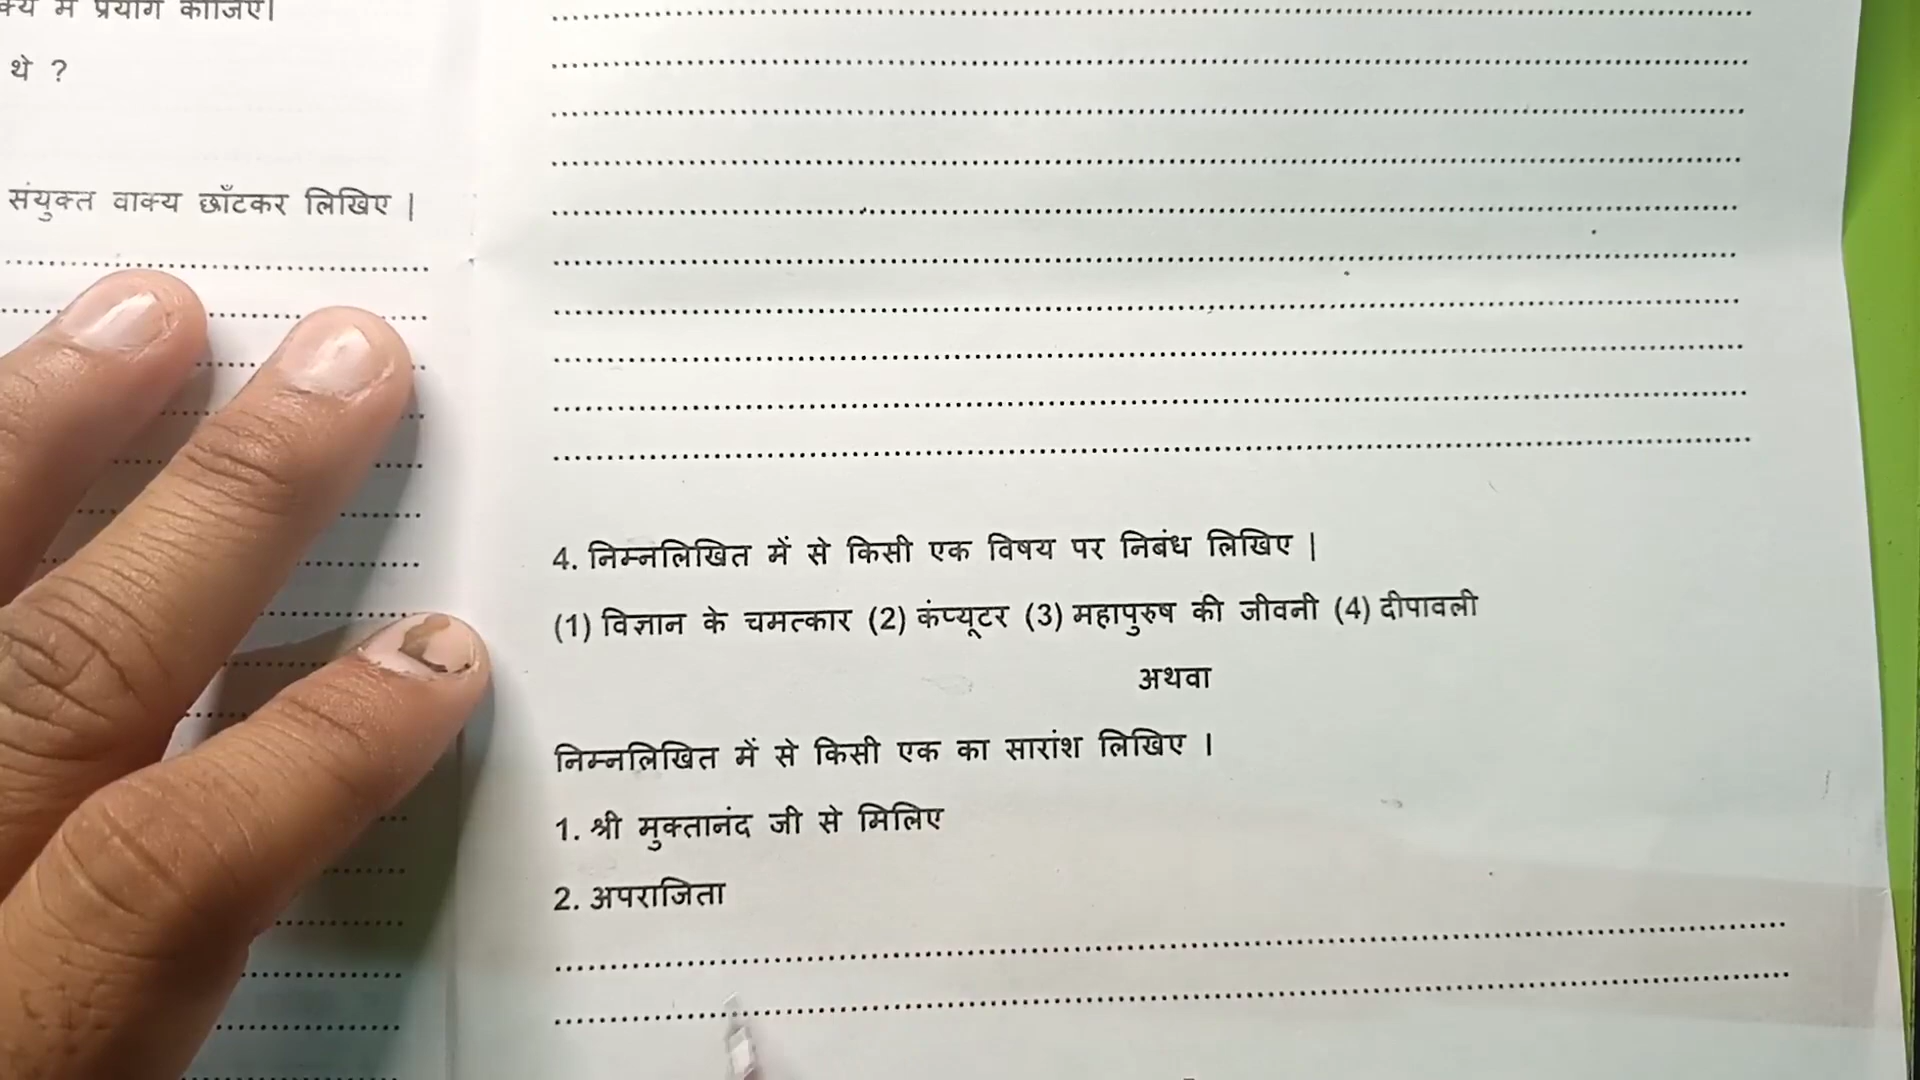 में प्रयोग कीजिए।
थे ?
संयुक्त वाक्य छाँटकर लिखिए |
4. निम्नलिखित में से किसी एक विषय पर निबंध लिखिए |
(1) विज्ञान के चमत्कार (2) कंप्यूटर (3) महापुरुष की जीवनी (4) दीपावली
अथवा
निम्नलिखित में से किसी एक का सारांश लिखिए ।
1. श्री मुक्तानंद जी से मिलिए
2. अपराजिता